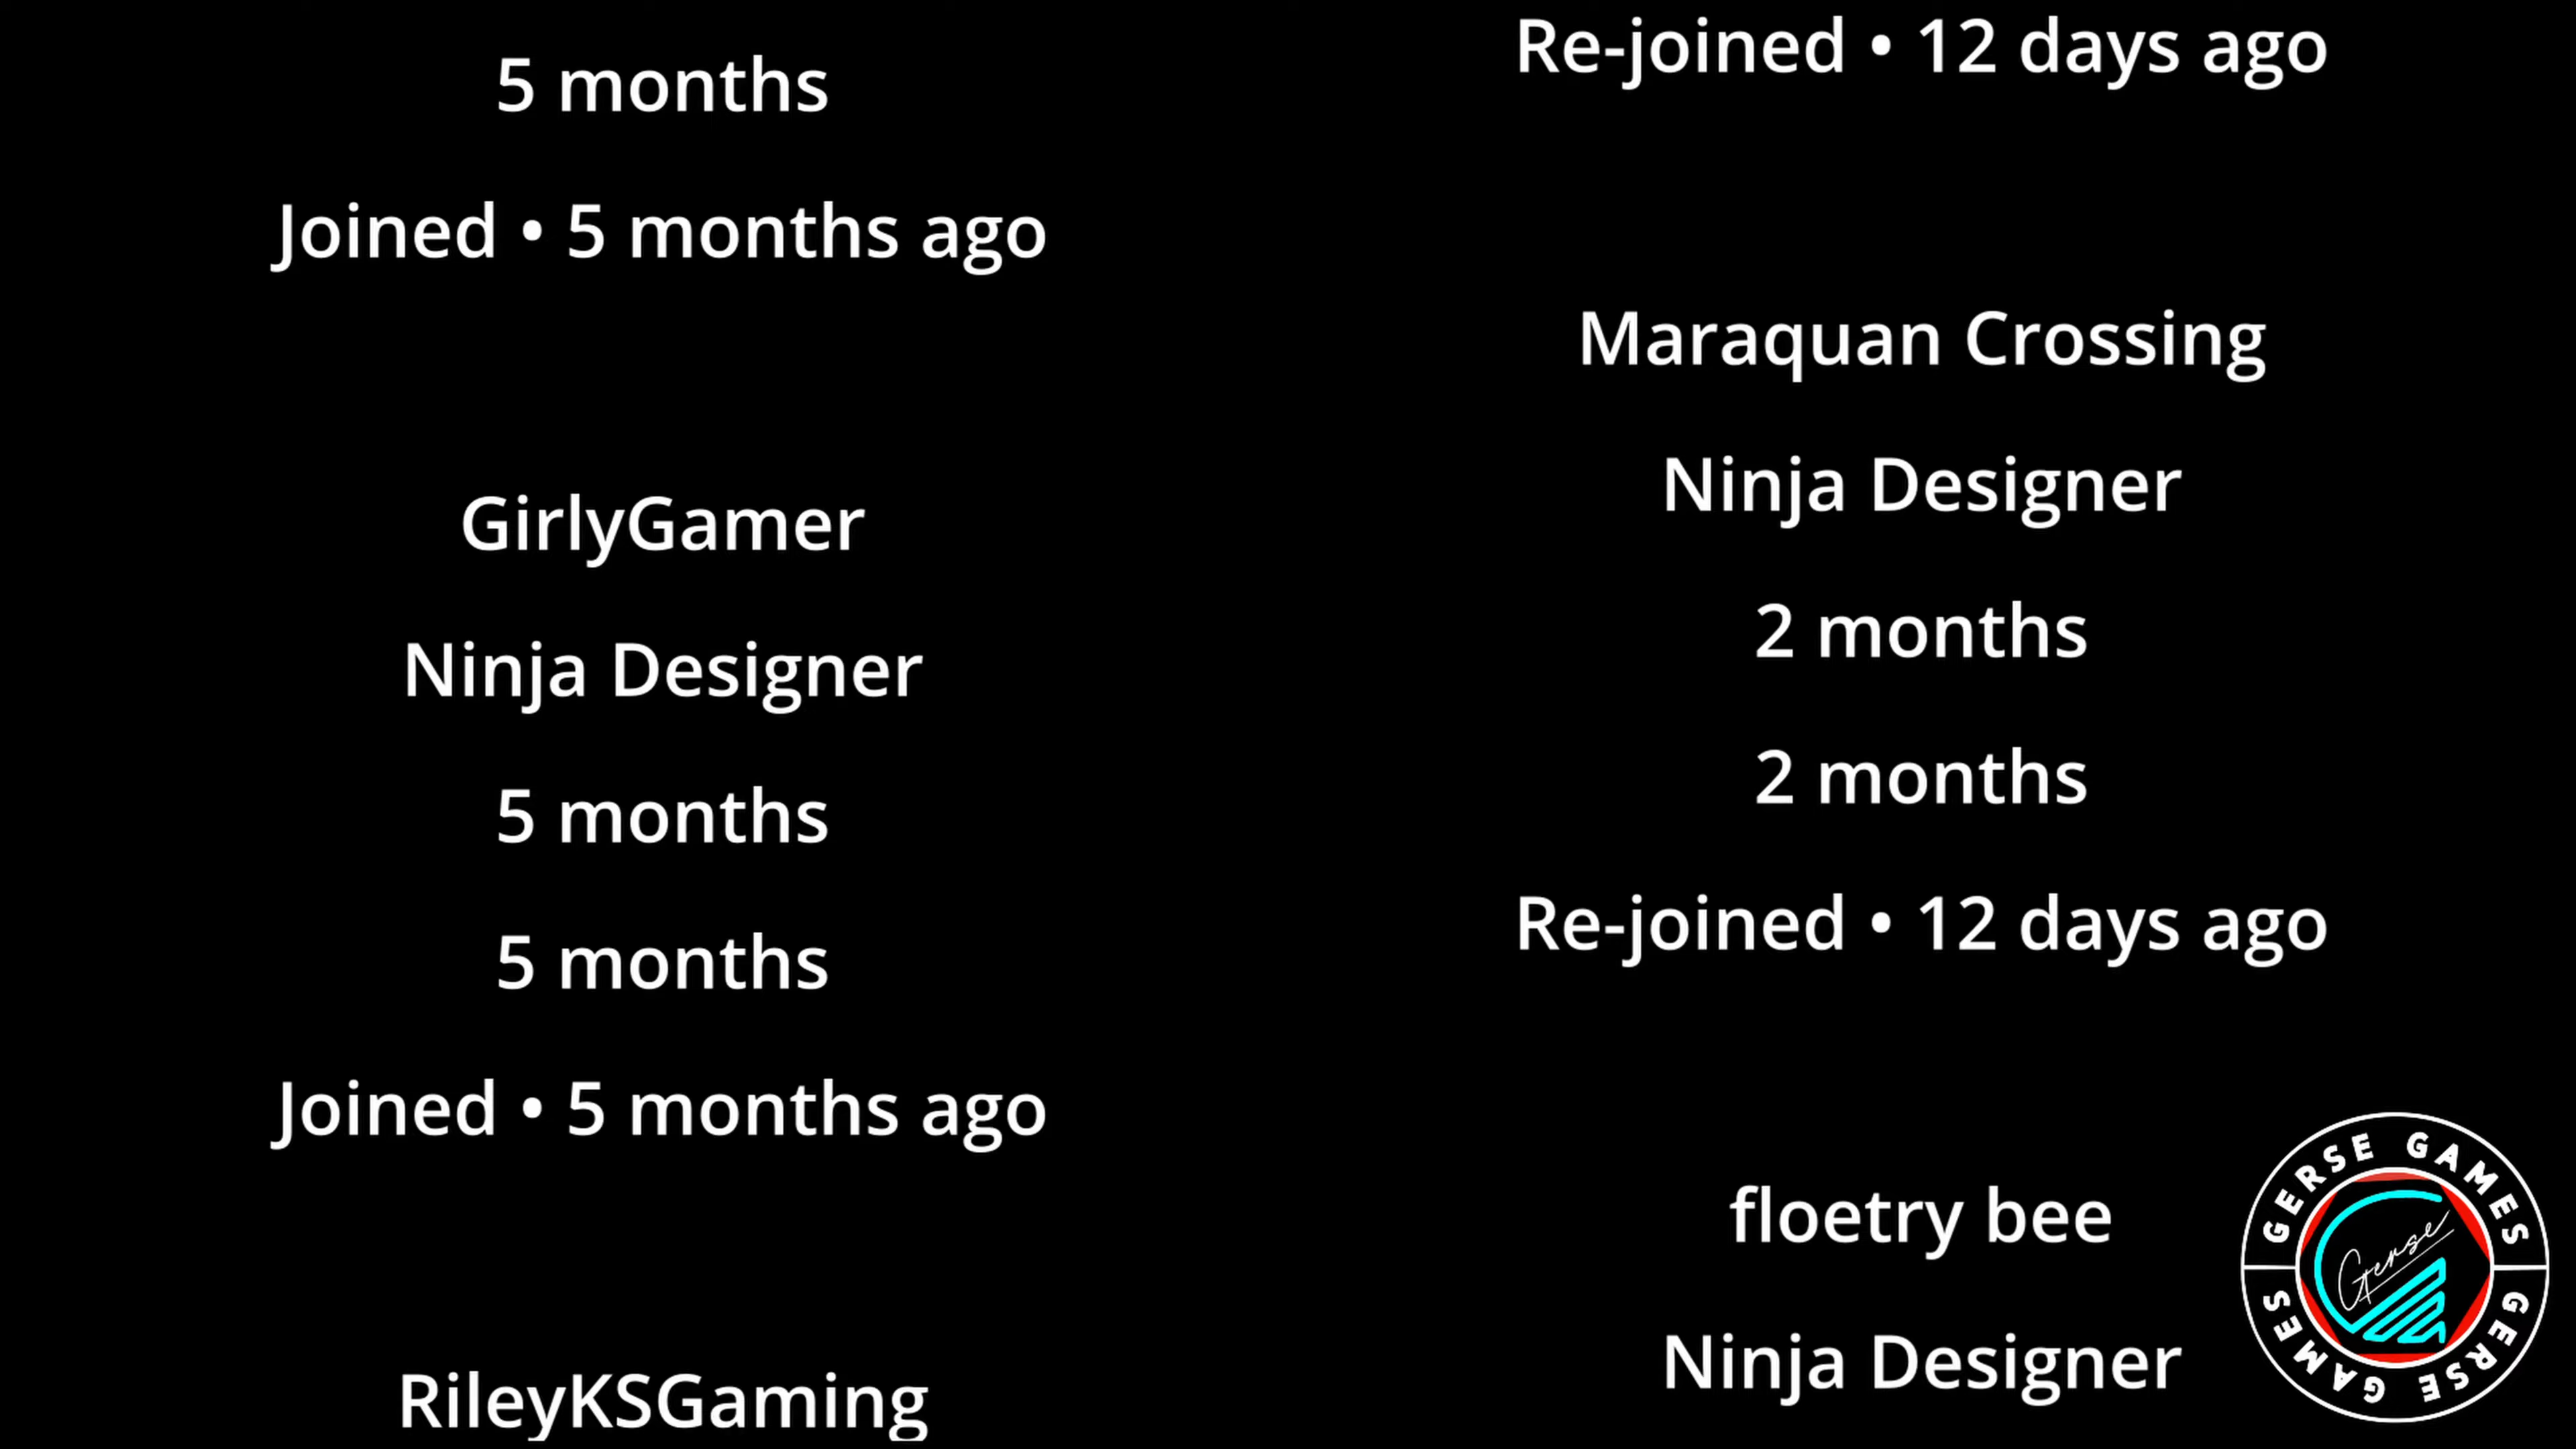 5 months
Joined • 5 months ago
GirlyGamer
Ninja Designer
5 months
5 months
Joined • 5 months ago
RileyKSGaming
Re-joined • 12 days ago
Maraquan Crossing
Ninja Designer
2 months
2 months
Re-joined • 12 days ago
floetry bee
Ninja Designer
GERSE GAMES
GERSE GAMES
Gerse